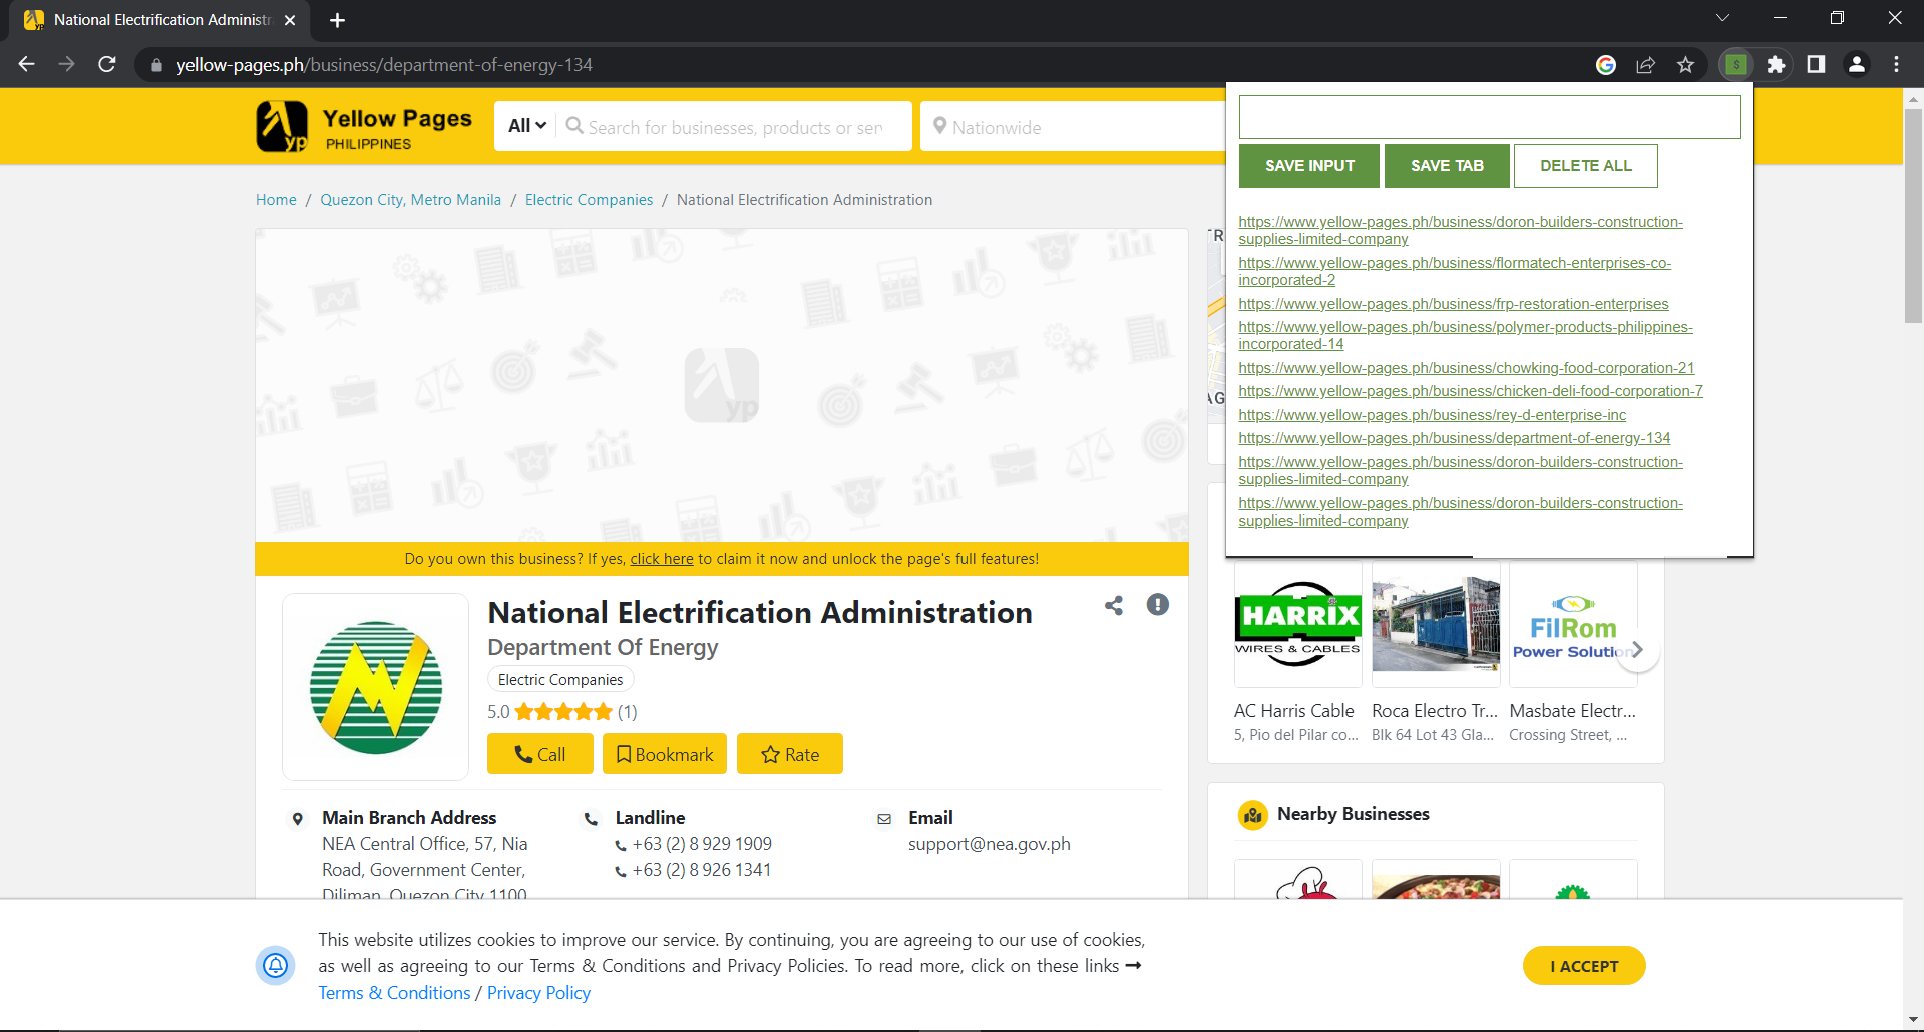 National Electrification Administr
yellow-pages.ph/business/department-of-energy-134
yp
Yellow Pages
PHILIPPINES
All
Search for businesses, products or ser
Nationwide
SAVE INPUT
SAVE TAB
DELETE ALL
https://www.yellow-pages.ph/business/doron-builders-construction-
supplies-limited-company
https://www.yellow-pages.ph/business/flormatech-enterprises-co-
incorporated-2
https://www.yellow-pages.ph/business/frp-restoration-enterprises
https://www.yellow-pages.ph/business/polymer-products-philippines-
incorporated-14
https://www.yellow-pages.ph/business/chowking-food-corporation-21
https://www.yellow-pages.ph/business/chicken-deli-food-corporation-7
https://www.yellow-pages.ph/business/rey-d-enterprise-inc
https://www.yellow-pages.ph/business/department-of-energy-134
https://www.yellow-pages.ph/business/doron-builders-construction-
supplies-limited-company
https://www.yellow-pages.ph/business/doron-builders-construction-
supplies-limited-company
Home / Quezon City, Metro Manila / Electric Companies / National Electrification Administration
yp
Do you own this business? If yes, click here to claim it now and unlock the page's full features!
National Electrification Administration
Department Of Energy
Electric Companies
5.0 (1)
Call
Bookmark
Rate
Main Branch Address
NEA Central Office, 57, Nia
Road, Government Center,
Diliman, Quezon City 1100
Landline
+63 (2) 8 929 1909
+63 (2) 8 926 1341
Email
support@nea.gov.ph
HARRIX
WIRES & CABLES
FilRom
Power Solution
AC Harris Cable
5, Pio del Pilar co...
Roca Electro Tr...
Blk 64 Lot 43 Gla...
Masbate Electr...
Crossing Street, ...
Nearby Businesses
This website utilizes cookies to improve our service. By continuing, you are agreeing to our use of cookies,
as well as agreeing to our Terms & Conditions and Privacy Policies. To read more, click on these links ➞
Terms & Conditions / Privacy Policy
I ACCEPT